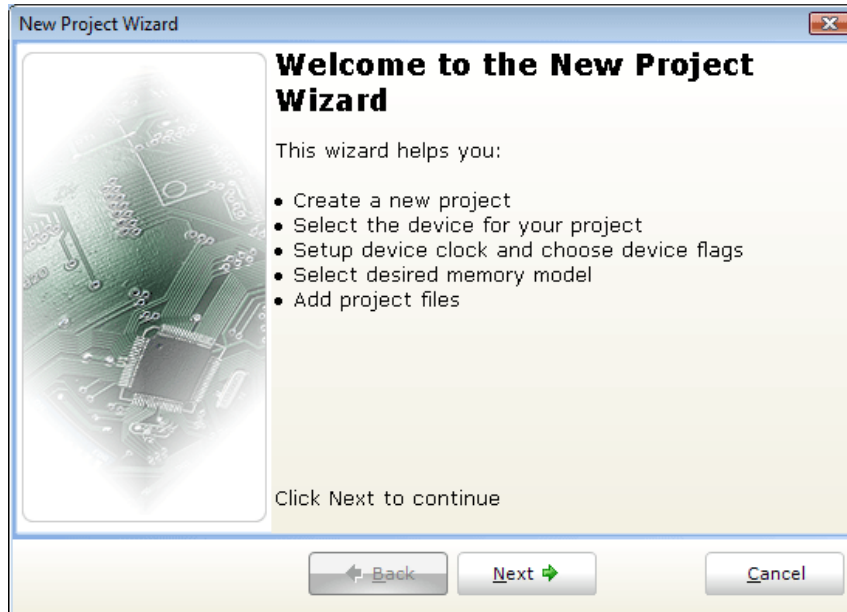 New Project Wizard
Welcome to the New Project
Wizard
This wizard helps you:
• Create a new project
• Select the device for your project
• Setup device clock and choose device flags
• Select desired memory model
• Add project files
Click Next to continue
Back
Next
Cancel